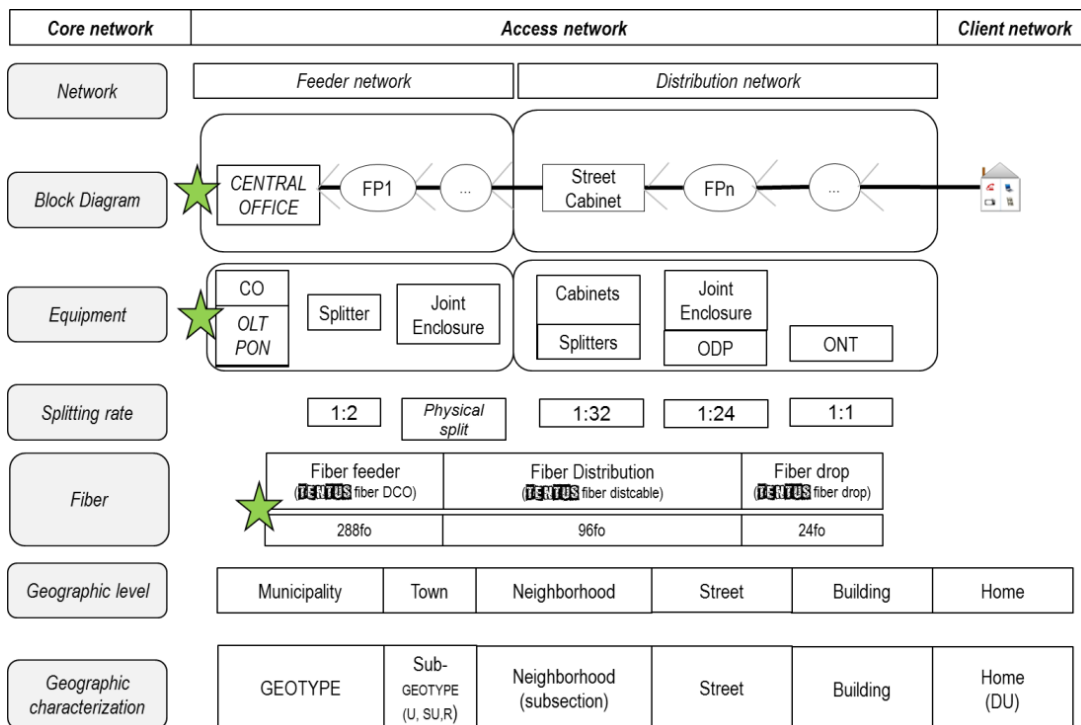 Core network
Access network
Client network
Network
Feeder network
Distribution network
Block Diagram
CENTRAL
OFFICE
FP1
...
Street
Cabinet
FPn
...
Equipment
CO
OLT
PON
Splitter
Joint
Enclosure
Cabinets
Splitters
Joint
Enclosure
ODP
ONT
Splitting rate
1:2
Physical
split
1:32
1:24
1:1
Fiber
Fiber feeder
(TENTUS fiber DCO)
Fiber Distribution
(TENTUS fiber distcable)
Fiber drop
(TENTUS fiber drop)
288fo
96fo
24fo
Geographic level
Municipality
Town
Neighborhood
Street
Building
Home
Geographic
characterization
GEOTYPE
Sub-
GEOTYPE
(U, SU,R)
Neighborhood
(subsection)
Street
Building
Home
(DU)